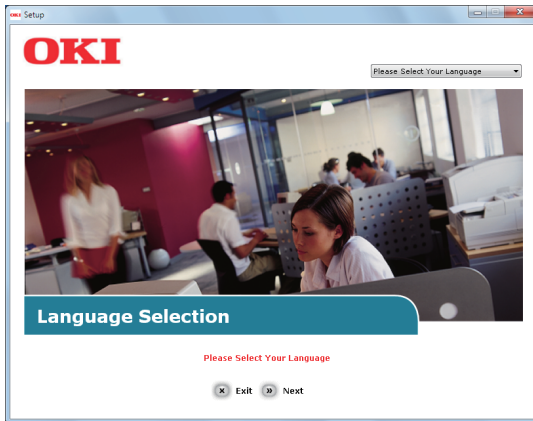 OKI Setup
OKI
Please Select Your Language
Language Selection
Please Select Your Language
Exit Next